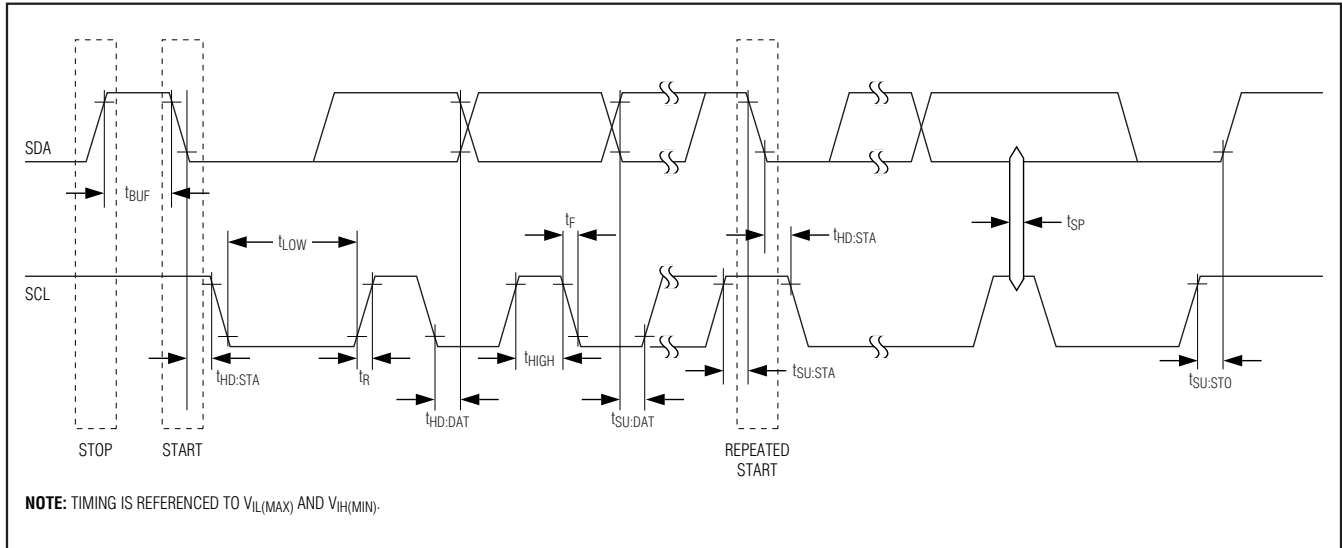 SDA
tBUF
tLOW
tF
tHD:STA
tSP
SCL
tHD:STA
tR
tHIGH
tSU:STA
tSU:STO
tHD:DAT
tSU:DAT
STOP
START
REPEATED
START
NOTE: TIMING IS REFERENCED TO VIL(MAX) AND VIH(MIN).